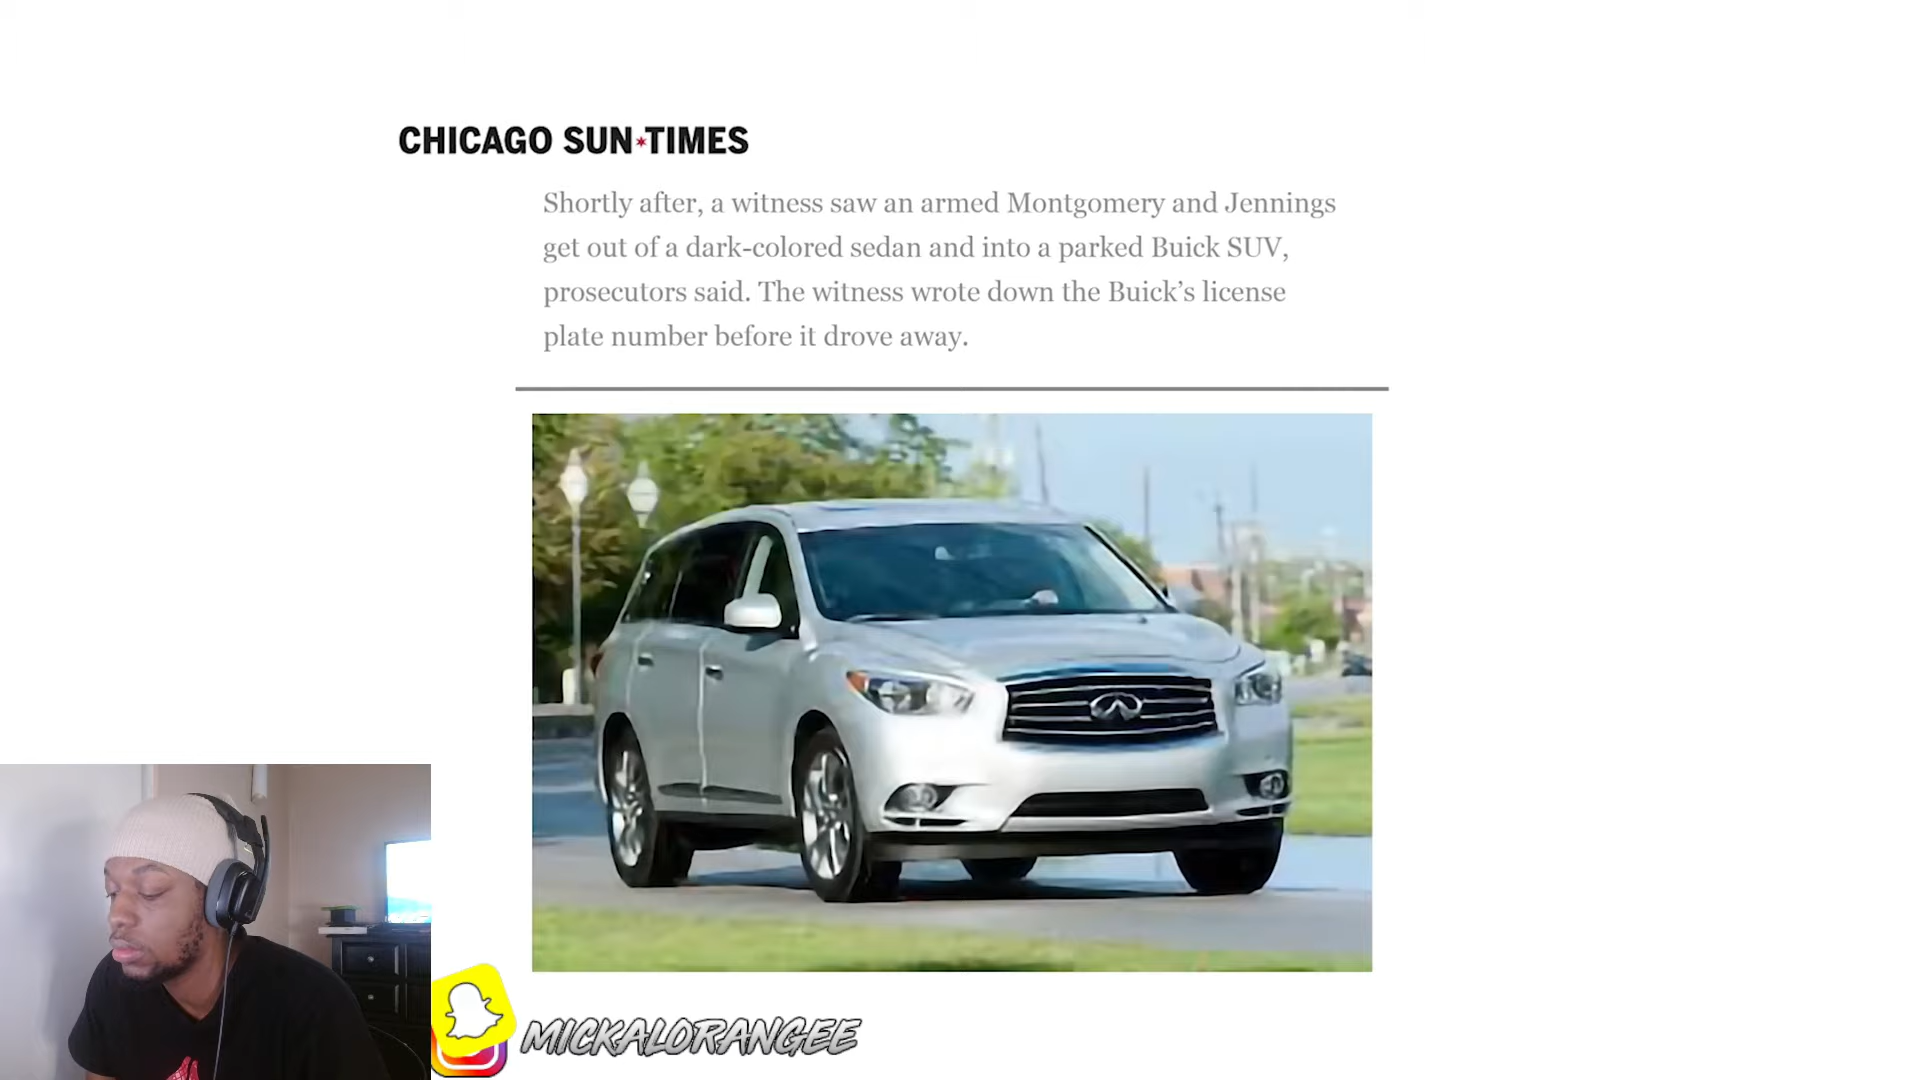 CHICAGO SUN★TIMES
Shortly after, a witness saw an armed Montgomery and Jennings
get out of a dark-colored sedan and into a parked Buick SUV,
prosecutors said. The witness wrote down the Buick’s license
plate number before it drove away.
MICKALORANGEE